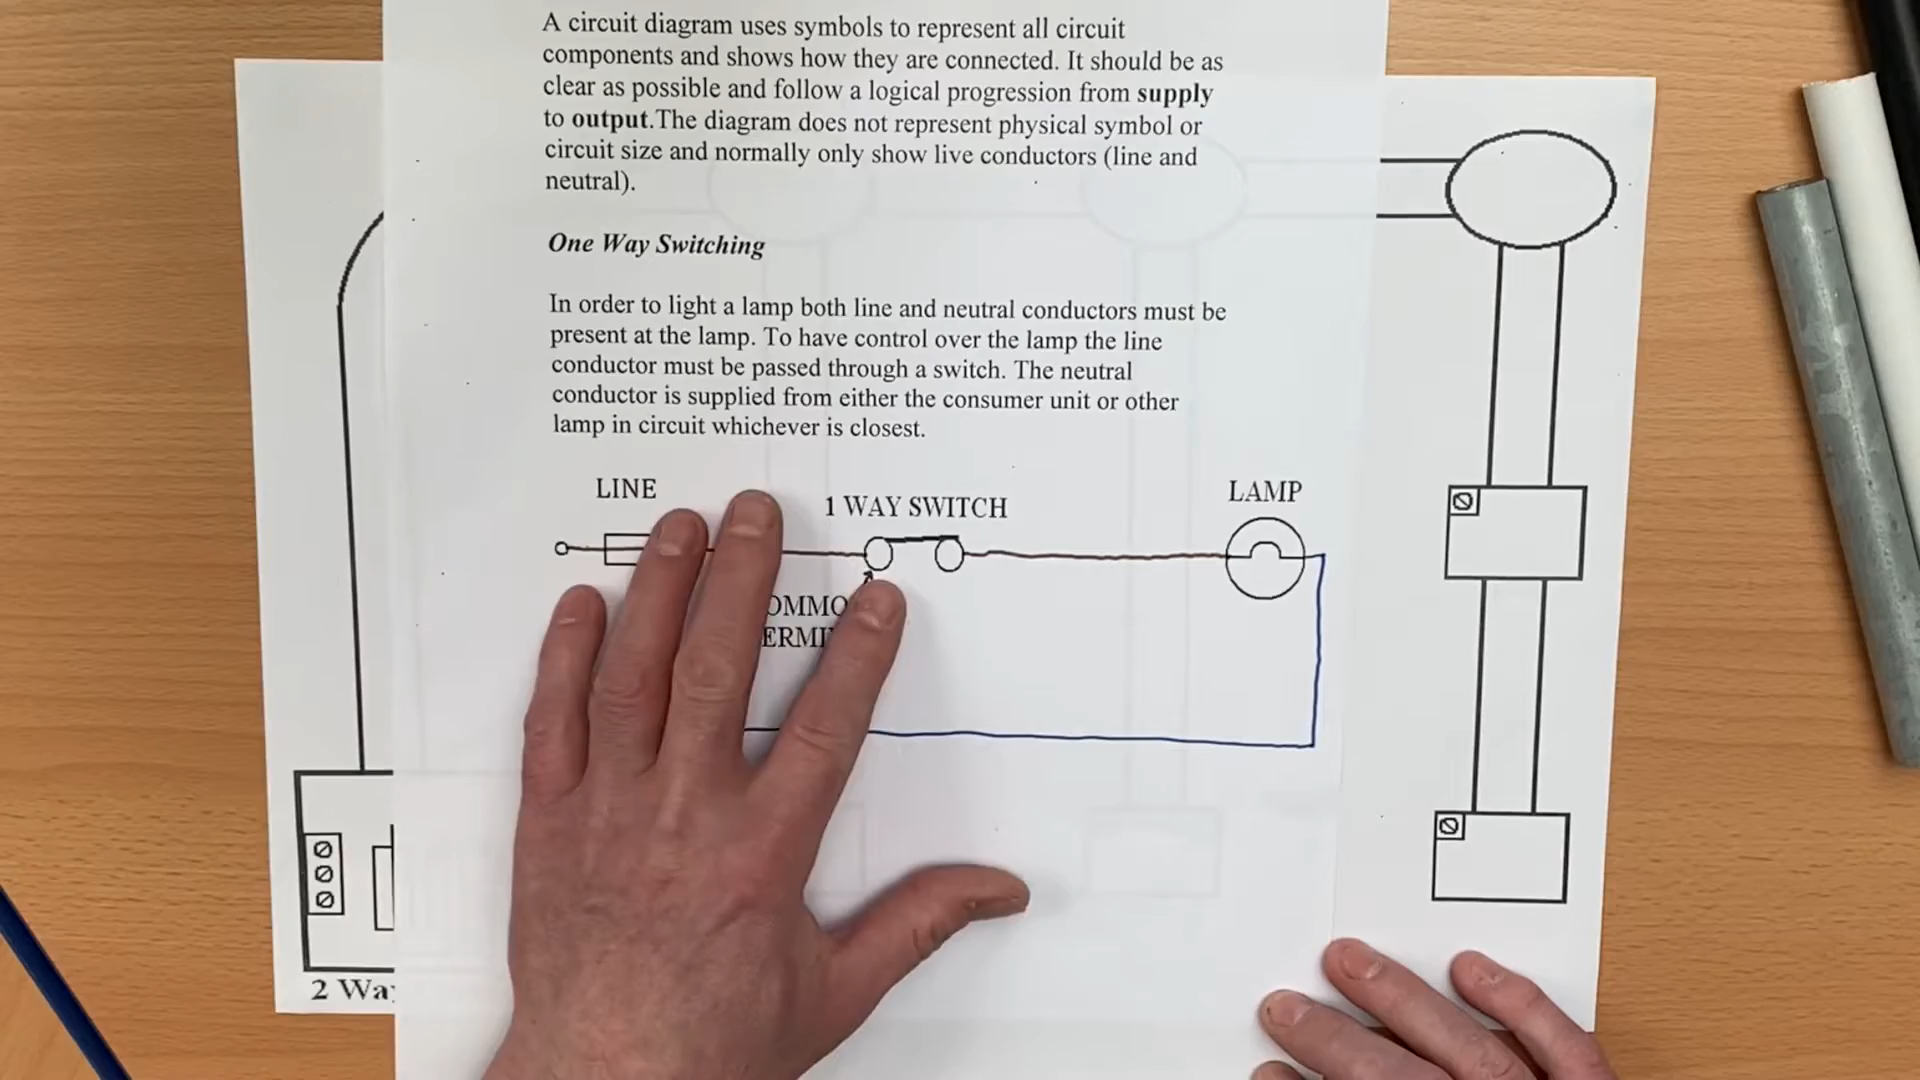 A circuit diagram uses symbols to represent all circuit
components and shows how they are connected. It should be as
clear as possible and follow a logical progression from supply
to output.The diagram does not represent physical symbol or
circuit size and normally only show live conductors (line and
neutral).
One Way Switching
In order to light a lamp both line and neutral conductors must be
present at the lamp. To have control over the lamp the line
conductor must be passed through a switch. The neutral
conductor is supplied from either the consumer unit or other
lamp in circuit whichever is closest.
LINE
1 WAY SWITCH
LAMP
OMMO
ERMI
2 Way